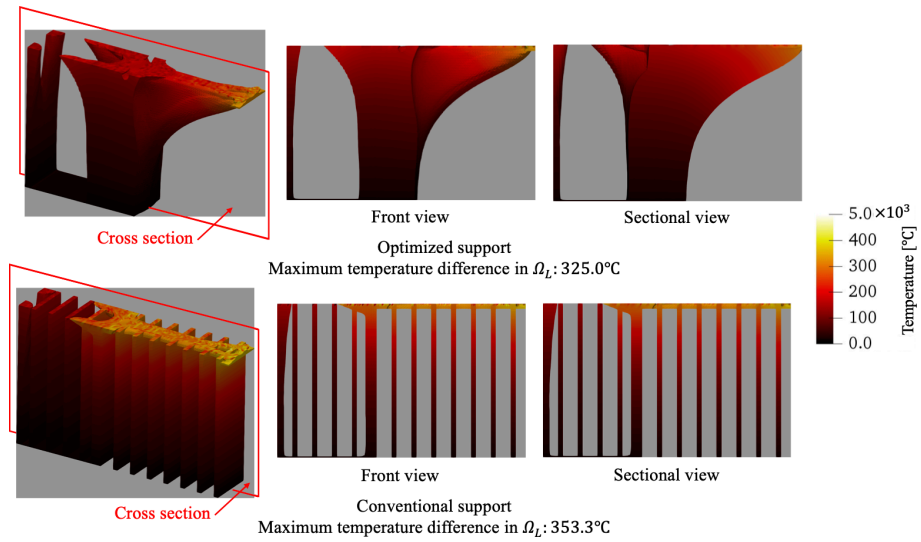 Cross section
Front view
Sectional view
Optimized support
Maximum temperature difference in Ω_L: 325.0℃
5.0×10³
400
300
200
100
0.0
Temperature [℃]
Cross section
Front view
Sectional view
Conventional support
Maximum temperature difference in Ω_L: 353.3℃